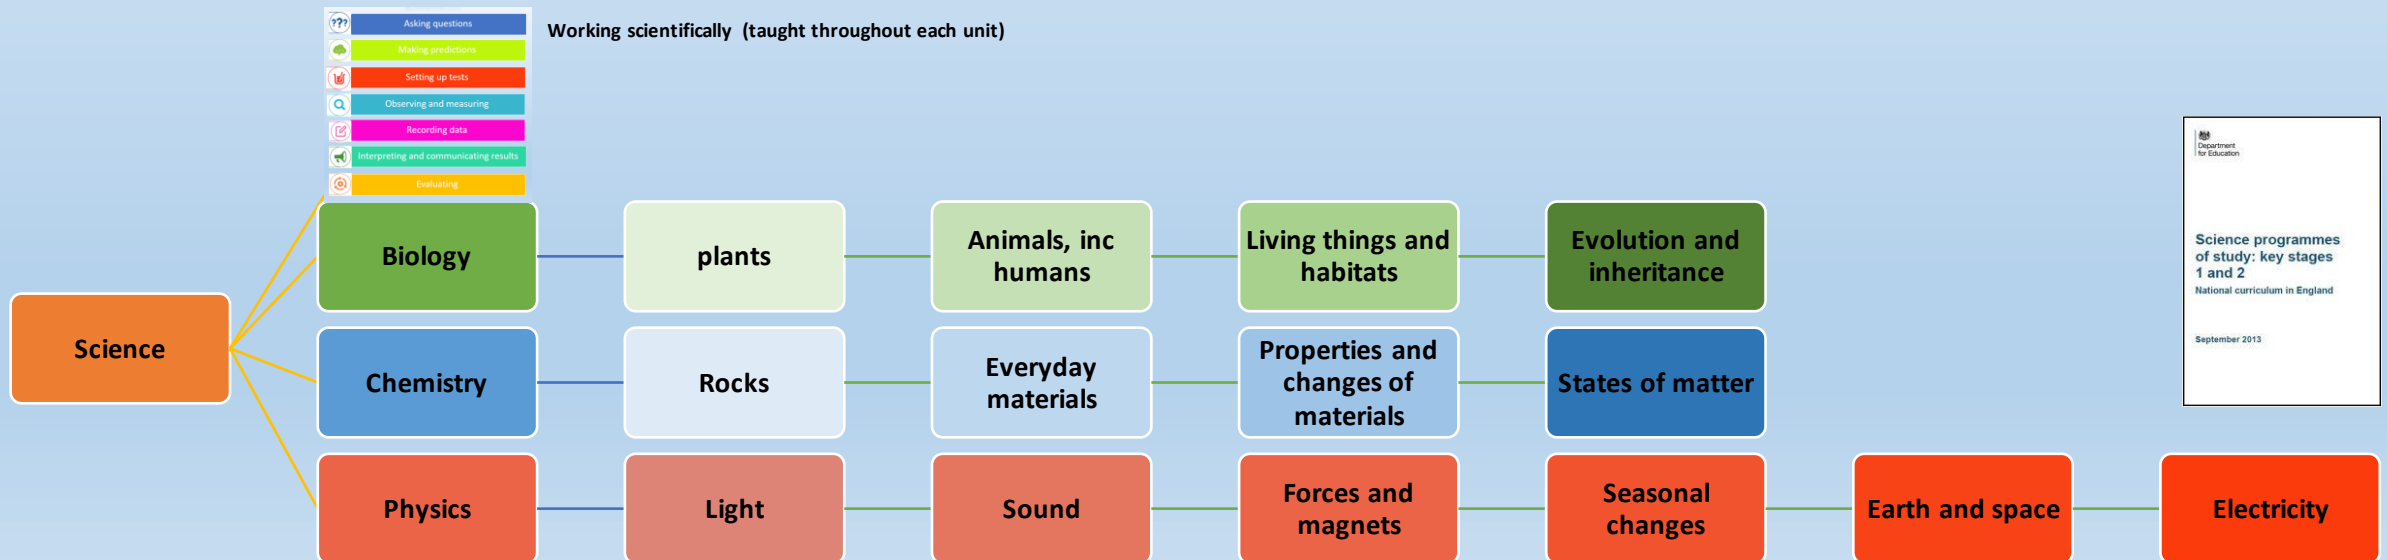 ???
Asking questions
Making predictions
Setting up tests
Observing and measuring
Recording data
Interpreting and communicating results
Evaluating
Working scientifically (taught throughout each unit)
Science
Biology
plants
Animals, inc
humans
Living things and
habitats
Evolution and
inheritance
Chemistry
Rocks
Everyday
materials
Properties and
changes of
materials
States of matter
Physics
Light
Sound
Forces and
magnets
Seasonal
changes
Earth and space
Electricity
Department
for Education
Science programmes
of study: key stages
1 and 2
National curriculum in England
September 2013